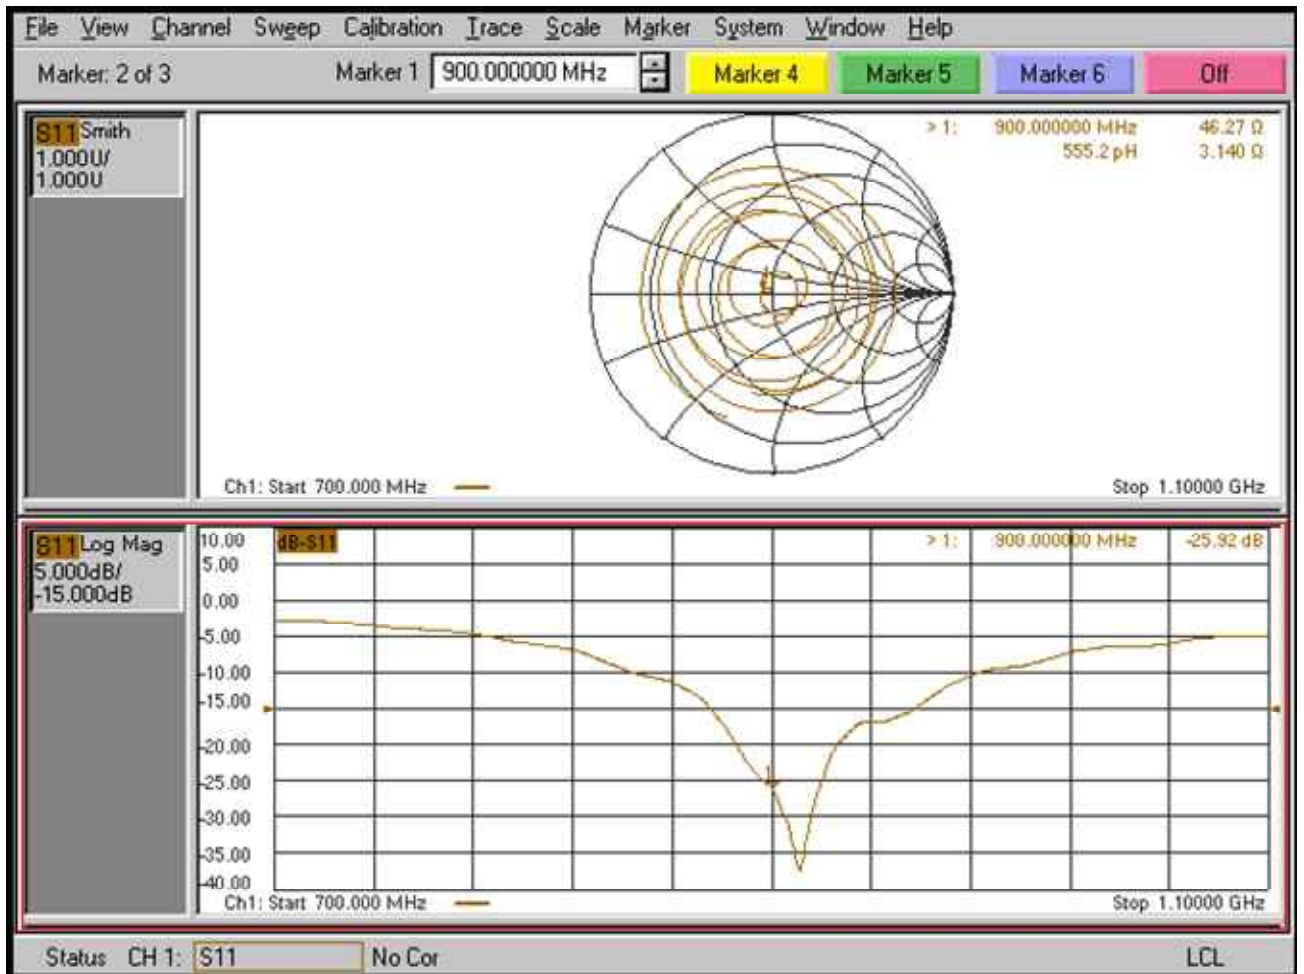 File View Channel Sweep Calibration Trace Scale Marker System Window Help
Marker: 2 of 3 Marker 1 900.000000 MHz Marker 4 Marker 5 Marker 6 Off
S11 Smith
1.000U/
1.000U
> 1: 900.000000 MHz 46.27 Ω
555.2 pH 3.140 Ω
1
Ch1: Start 700.000 MHz Stop 1.10000 GHz
S11 Log Mag
5.000dB/
-15.000dB
10.00
5.00
0.00
-5.00
-10.00
-15.00
-20.00
-25.00
-30.00
-35.00
-40.00
dB-S11
> 1: 900.000000 MHz -25.92 dB
1
Ch1: Start 700.000 MHz Stop 1.10000 GHz
Status CH 1: S11 No Cor LCL